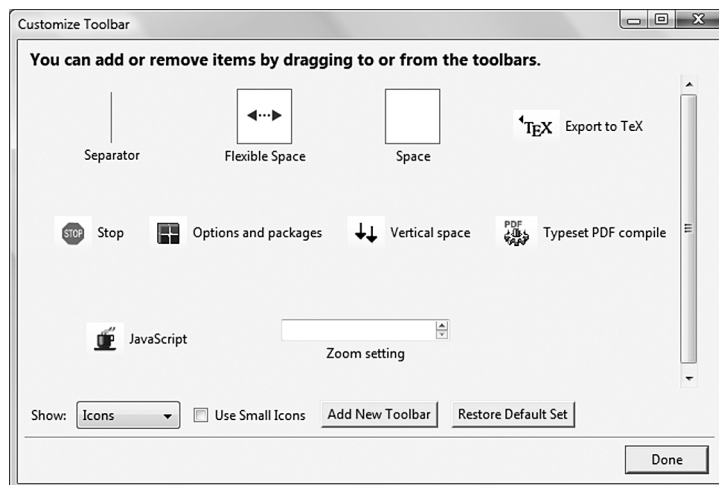 Customize Toolbar
You can add or remove items by dragging to or from the toolbars.
TEX Export to TeX
Separator Flexible Space Space
STOP Stop Options and packages Vertical space PDF Typeset PDF compile
JavaScript
Zoom setting
Show: Icons Use Small Icons Add New Toolbar Restore Default Set
Done